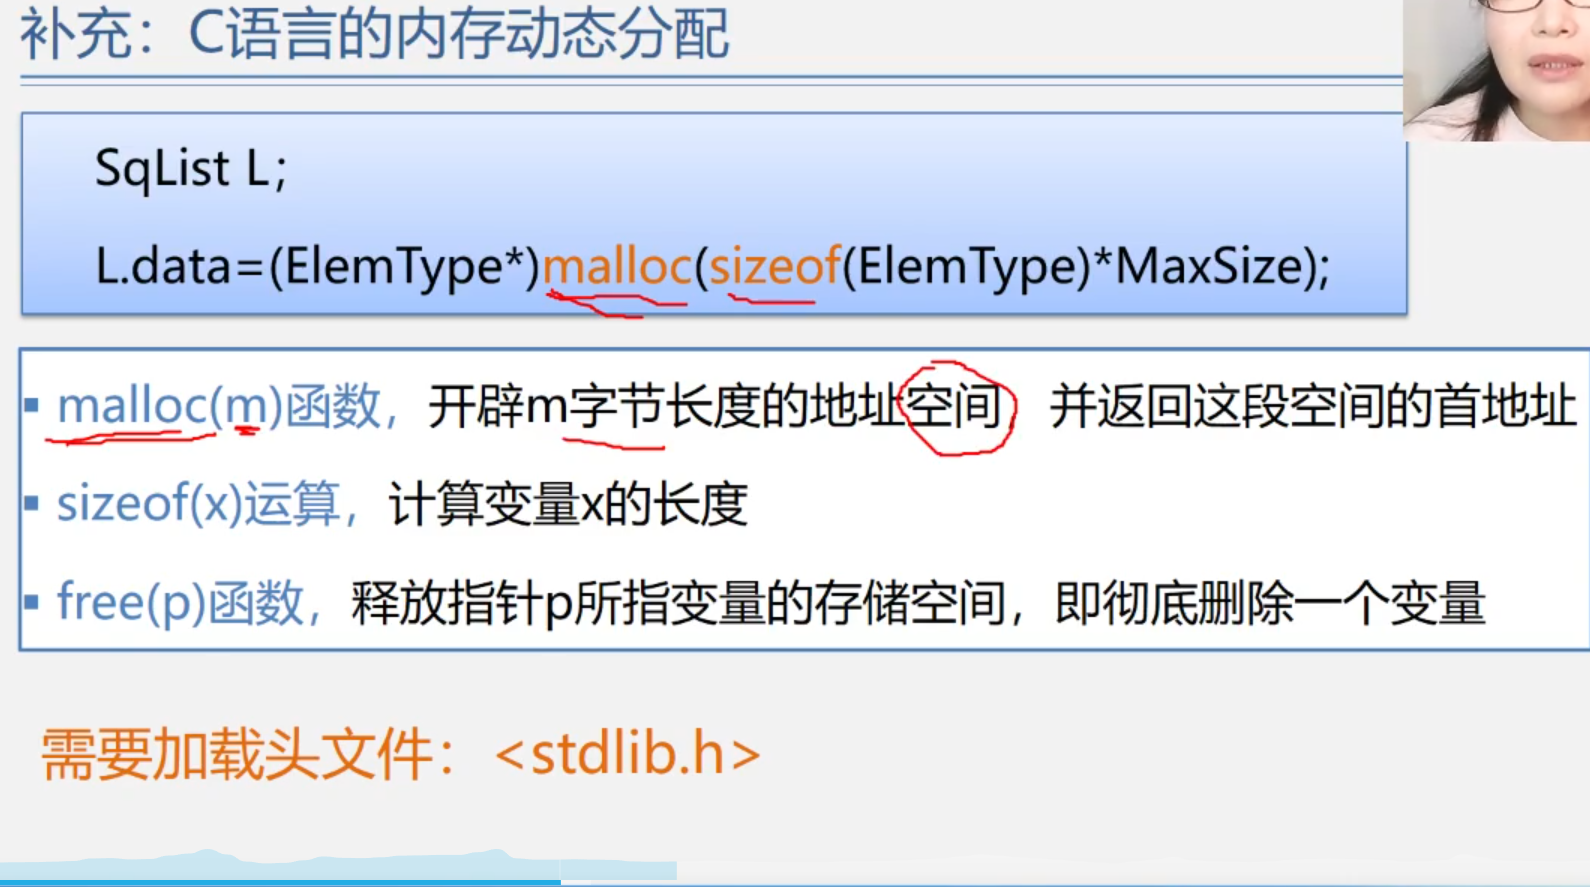 补充：C语言的内存动态分配
SqList L;
L.data=(ElemType*)malloc(sizeof(ElemType)*MaxSize);
▪ malloc(m)函数，开辟m字节长度的地址空间，并返回这段空间的首地址
▪ sizeof(x)运算，计算变量x的长度
▪ free(p)函数，释放指针p所指变量的存储空间，即彻底删除一个变量
需要加载头文件：<stdlib.h>